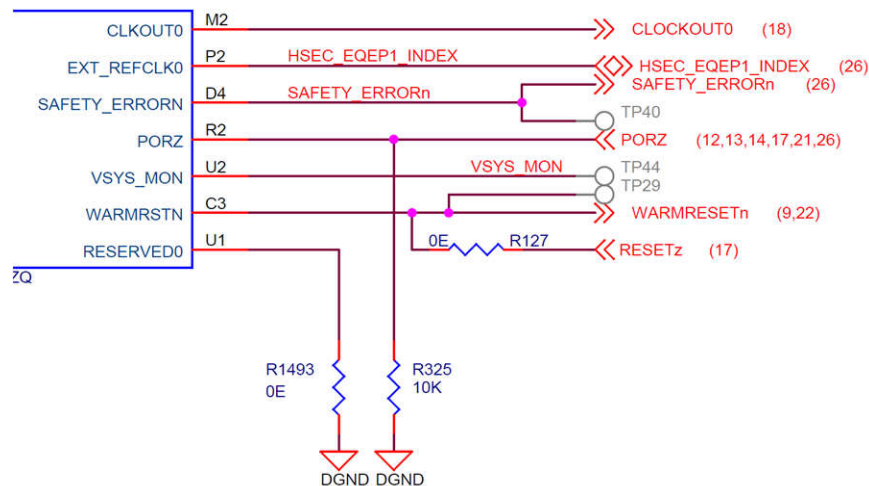 CLKOUT0 M2 CLOCKOUT0 (18)
EXT_REFCLK0 P2 HSEC_EQEP1_INDEX HSEC_EQEP1_INDEX (26)
SAFETY_ERRORN D4 SAFETY_ERRORn SAFETY_ERRORn (26)
TP40
PORZ R2 PORZ (12,13,14,17,21,26)
VSYS_MON U2 VSYS_MON TP44
TP29
WARMRSTN C3 WARMRESETn (9,22)
RESERVED0 U1 0E R127 RESETz (17)
ZQ
R1493 R325
0E 10K
DGND DGND